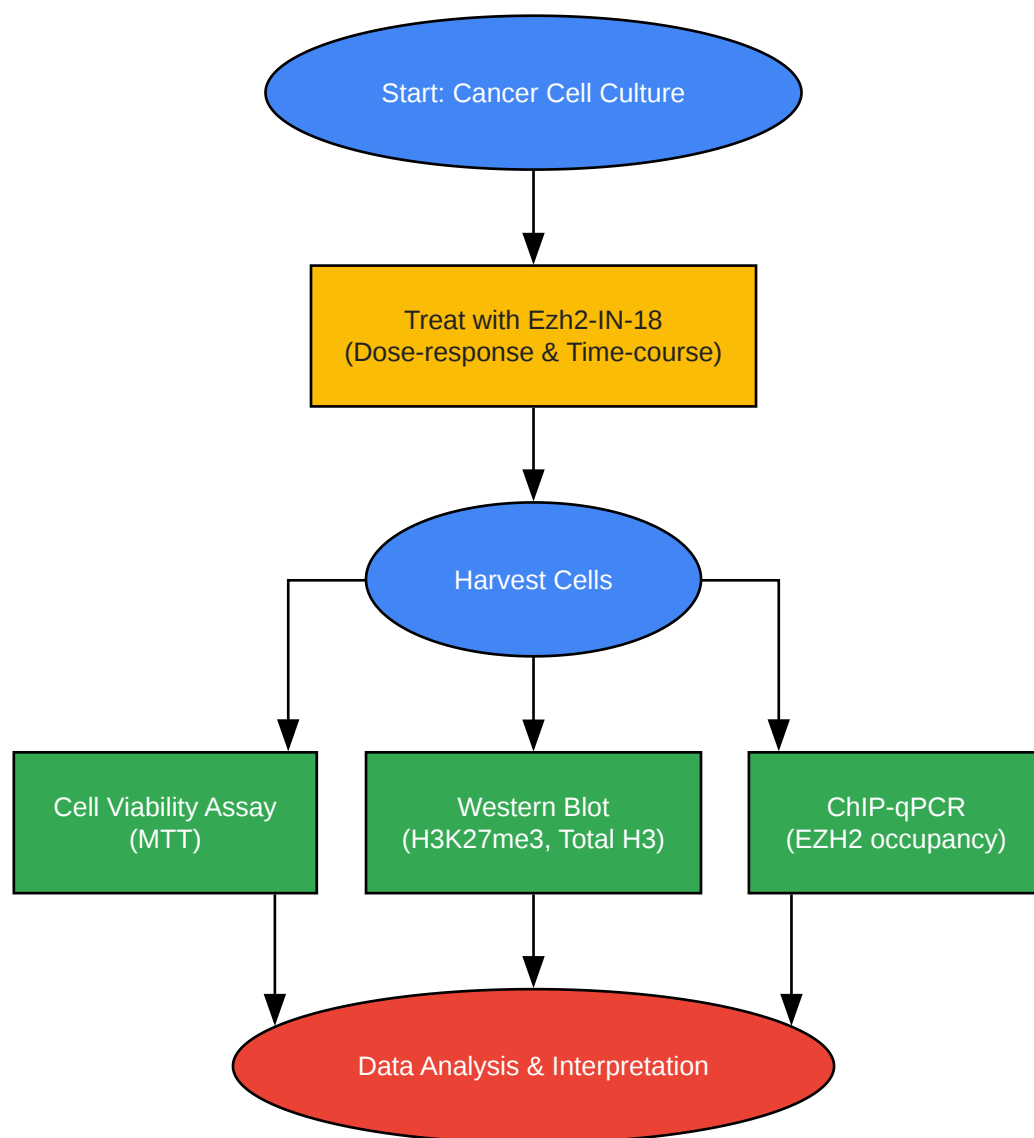 Start: Cancer Cell Culture
Treat with Ezh2-IN-18
(Dose-response & Time-course)
Harvest Cells
Cell Viability Assay
(MTT)
Western Blot
(H3K27me3, Total H3)
ChIP-qPCR
(EZH2 occupancy)
Data Analysis & Interpretation